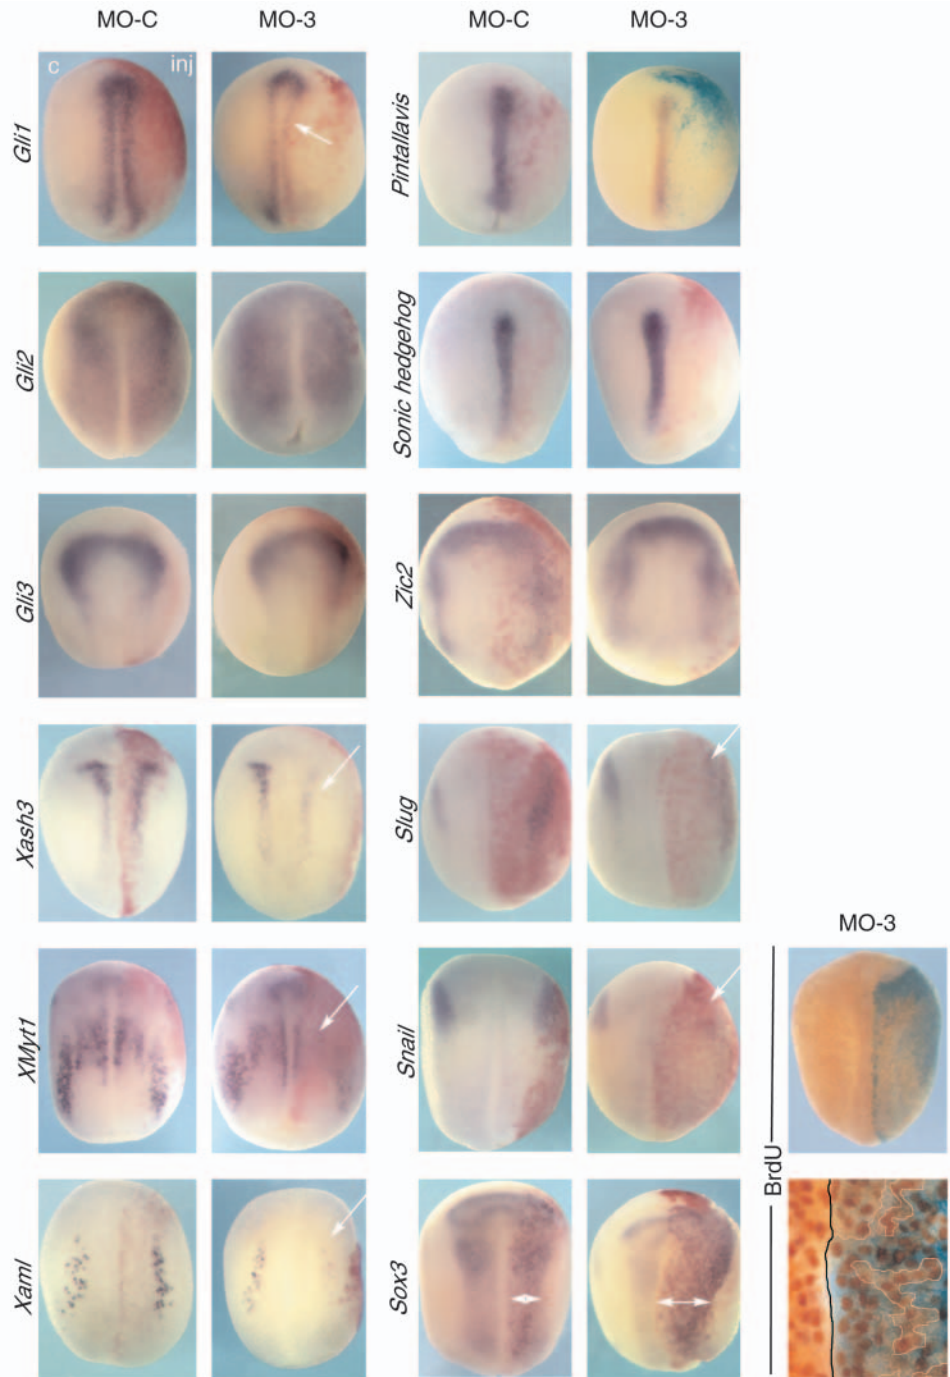 MO-C MO-3 MO-C MO-3
c inj
Gli1
Pintallavis
Gli2
Sonic hedgehog
Gli3
Zic2
Xash3
Slug
MO-3
XMyt1
Snail
BrdU
Xaml
Sox3